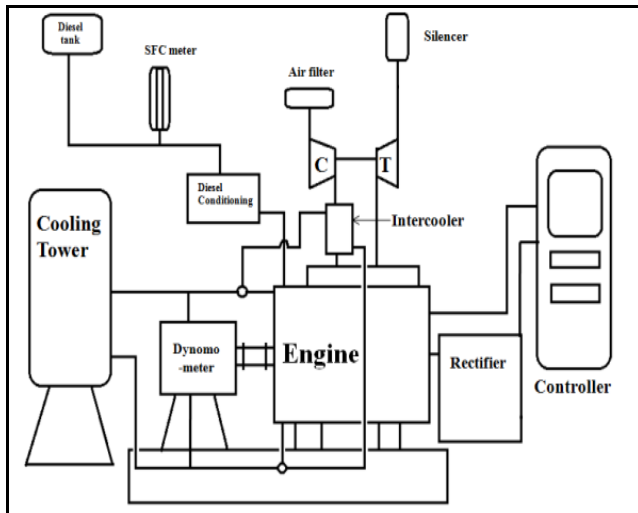 Diesel
tank
SFC meter
Silencer
Air filter
C
T
Diesel
Conditioning
Intercooler
Cooling
Tower
Dynomo
-meter
Engine
Rectifier
Controller